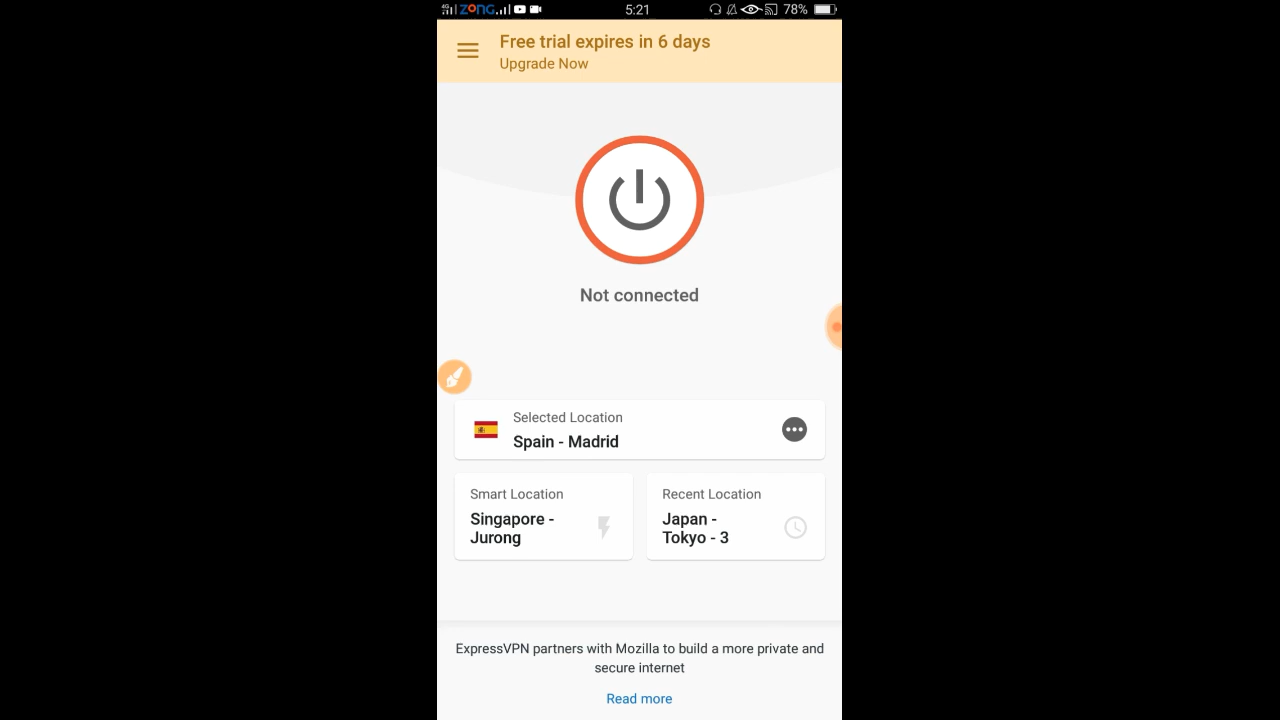 4G ZONG 5:21 78%
Free trial expires in 6 days
Upgrade Now
Not connected
Selected Location
Spain - Madrid
Smart Location
Singapore -
Jurong
Recent Location
Japan -
Tokyo - 3
ExpressVPN partners with Mozilla to build a more private and
secure internet
Read more